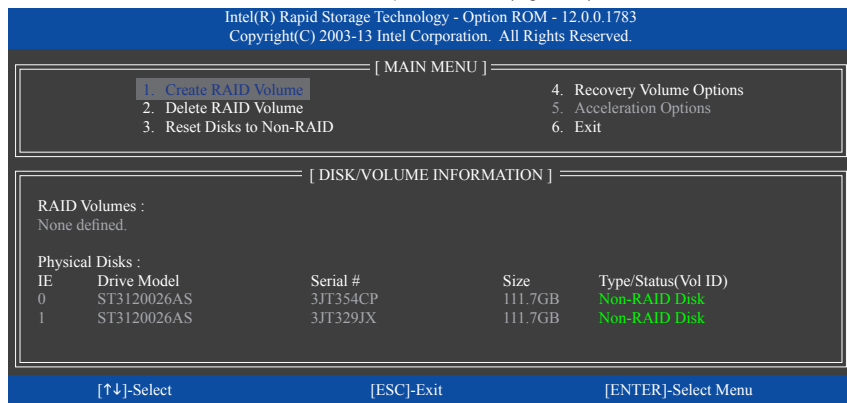 Intel(R) Rapid Storage Technology - Option ROM - 12.0.0.1783
Copyright(C) 2003-13 Intel Corporation. All Rights Reserved.
[ MAIN MENU ]
1. Create RAID Volume
2. Delete RAID Volume
3. Reset Disks to Non-RAID
4. Recovery Volume Options
5. Acceleration Options
6. Exit
[ DISK/VOLUME INFORMATION ]
RAID Volumes :
None defined.
Physical Disks :
IE Drive Model Serial # Size Type/Status(Vol ID)
0 ST3120026AS 3JT354CP 111.7GB Non-RAID Disk
1 ST3120026AS 3JT329JX 111.7GB Non-RAID Disk
[↑↓]-Select [ESC]-Exit [ENTER]-Select Menu